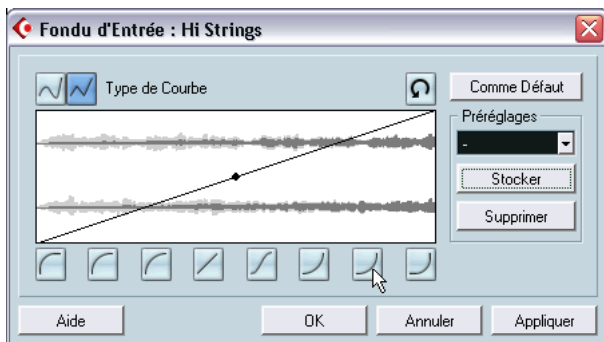 Fondu d'Entrée : Hi Strings
Type de Courbe
Comme Défaut
Préréglages
-
Stocker
Supprimer
Aide
OK
Annuler
Appliquer